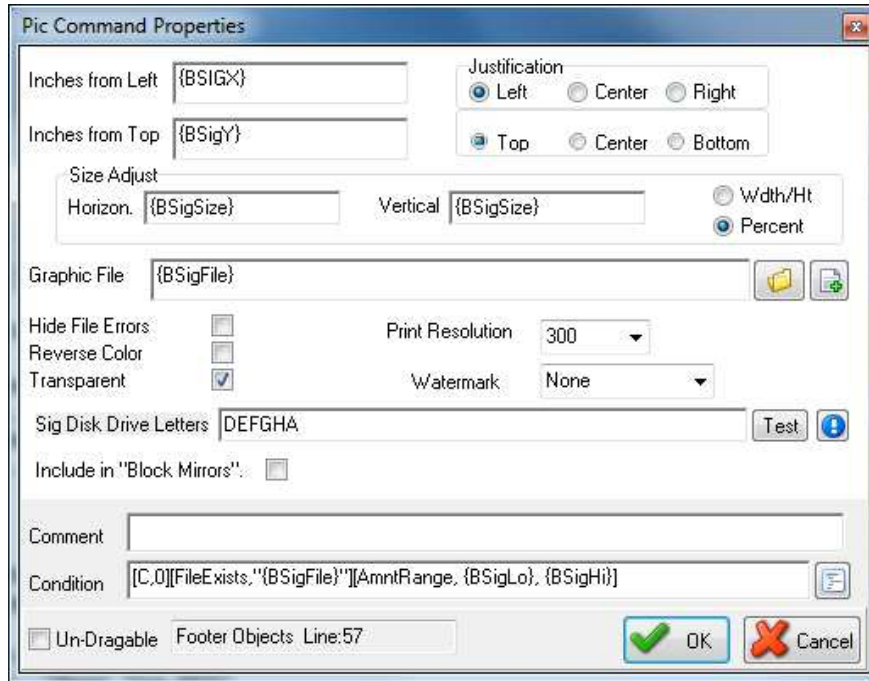 Pic Command Properties
Inches from Left {BSIGX}
Justification
Left Center Right
Inches from Top {BSigY}
Top Center Bottom
Size Adjust
Horizon. {BSigSize} Vertical {BSigSize}
Wdth/Ht
Percent
Graphic File {BSigFile}
Hide File Errors
Print Resolution 300
Reverse Color
Transparent
Watermark None
Sig Disk Drive Letters DEFGHA Test
Include in "Block Mirrors".
Comment
Condition [C,0][FileExists,"{BSigFile}"][AmntRange, {BSigLo}, {BSigHi}]
Un-Dragable Footer Objects Line:57 OK Cancel